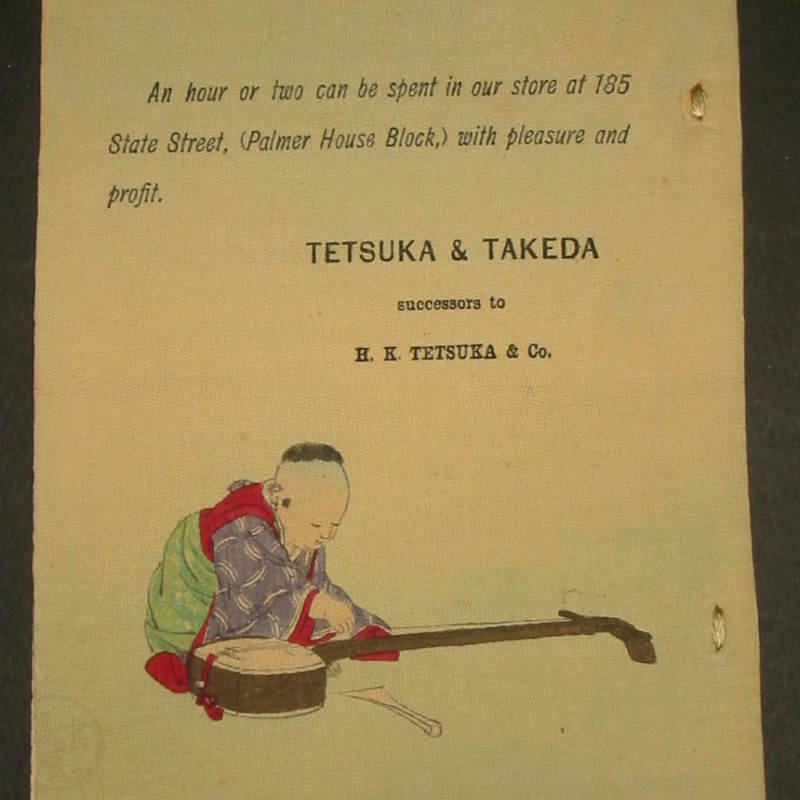 An hour or two can be spent in our store at 185
State Street, (Palmer House Block,) with pleasure and
profit.
TETSUKA & TAKEDA
successors to
H. K. TETSUKA & Co.